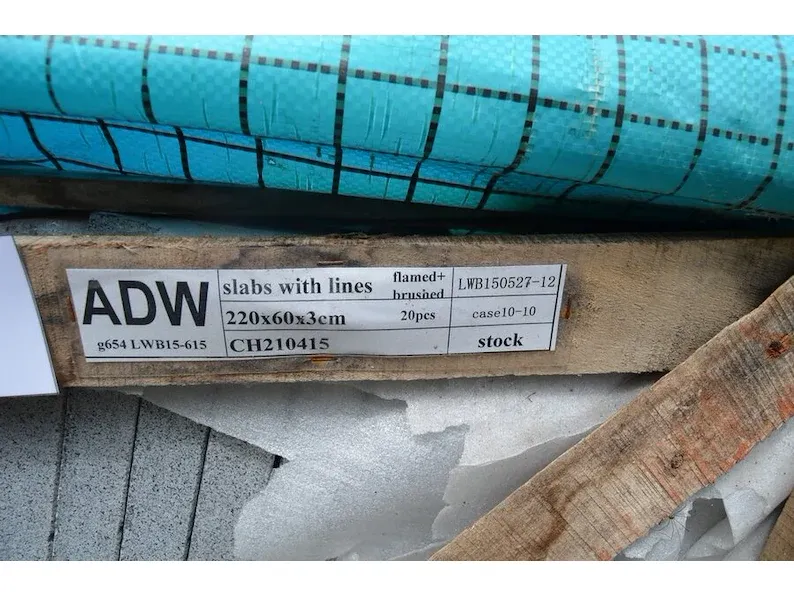 ADW
g654 LWB15-615
slabs with lines
flamed+
brushed
LWB150527-12
220x60x3cm
20pcs
case10-10
CH210415
stock